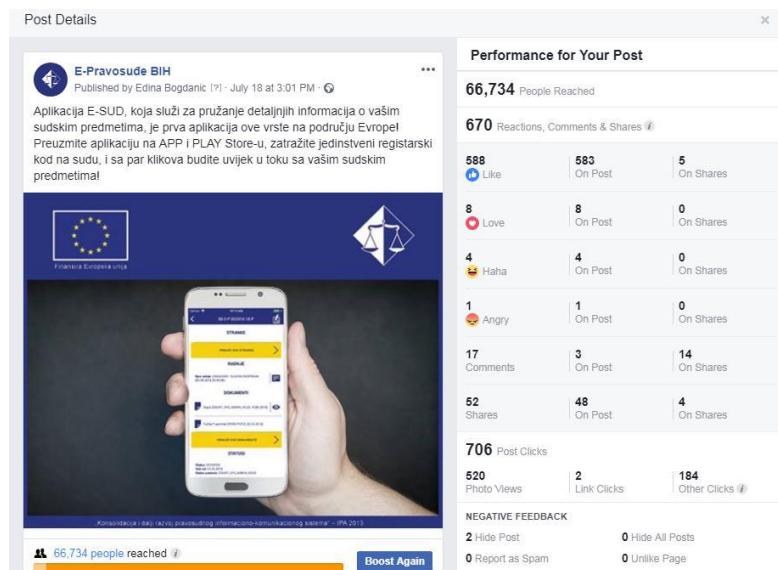 Post Details
×
E-Pravosuđe BIH
Published by Edina Bogdanic [?] · July 18 at 3:01 PM ·
Aplikacija E-SUD, koja služi za pružanje detaljnjih informacija o vašim
sudskim predmetima, je prva aplikacija ove vrste na području Evrope!
Preuzmite aplikaciju na APP i PLAY Store-u, zatražite jedinstveni registarski
kod na sudu, i sa par klikova budite uvijek u toku sa vašim sudskim
predmetima!
Finansira Evropska unija
STRANKE
RADNJE
DOKUMENTI
STATUSI
„Konsolidacija i dalji razvoj pravosudnog informaciono-komunikacionog sistema" – IPA 2013
66,734 people reached
Boost Again
Performance for Your Post
66,734 People Reached
670 Reactions, Comments & Shares
588 583 5
Like On Post On Shares
8 8 0
Love On Post On Shares
4 4 0
Haha On Post On Shares
1 1 0
Angry On Post On Shares
17 3 14
Comments On Post On Shares
52 48 4
Shares On Post On Shares
706 Post Clicks
520 2 184
Photo Views Link Clicks Other Clicks
NEGATIVE FEEDBACK
2 Hide Post 0 Hide All Posts
0 Report as Spam 0 Unlike Page